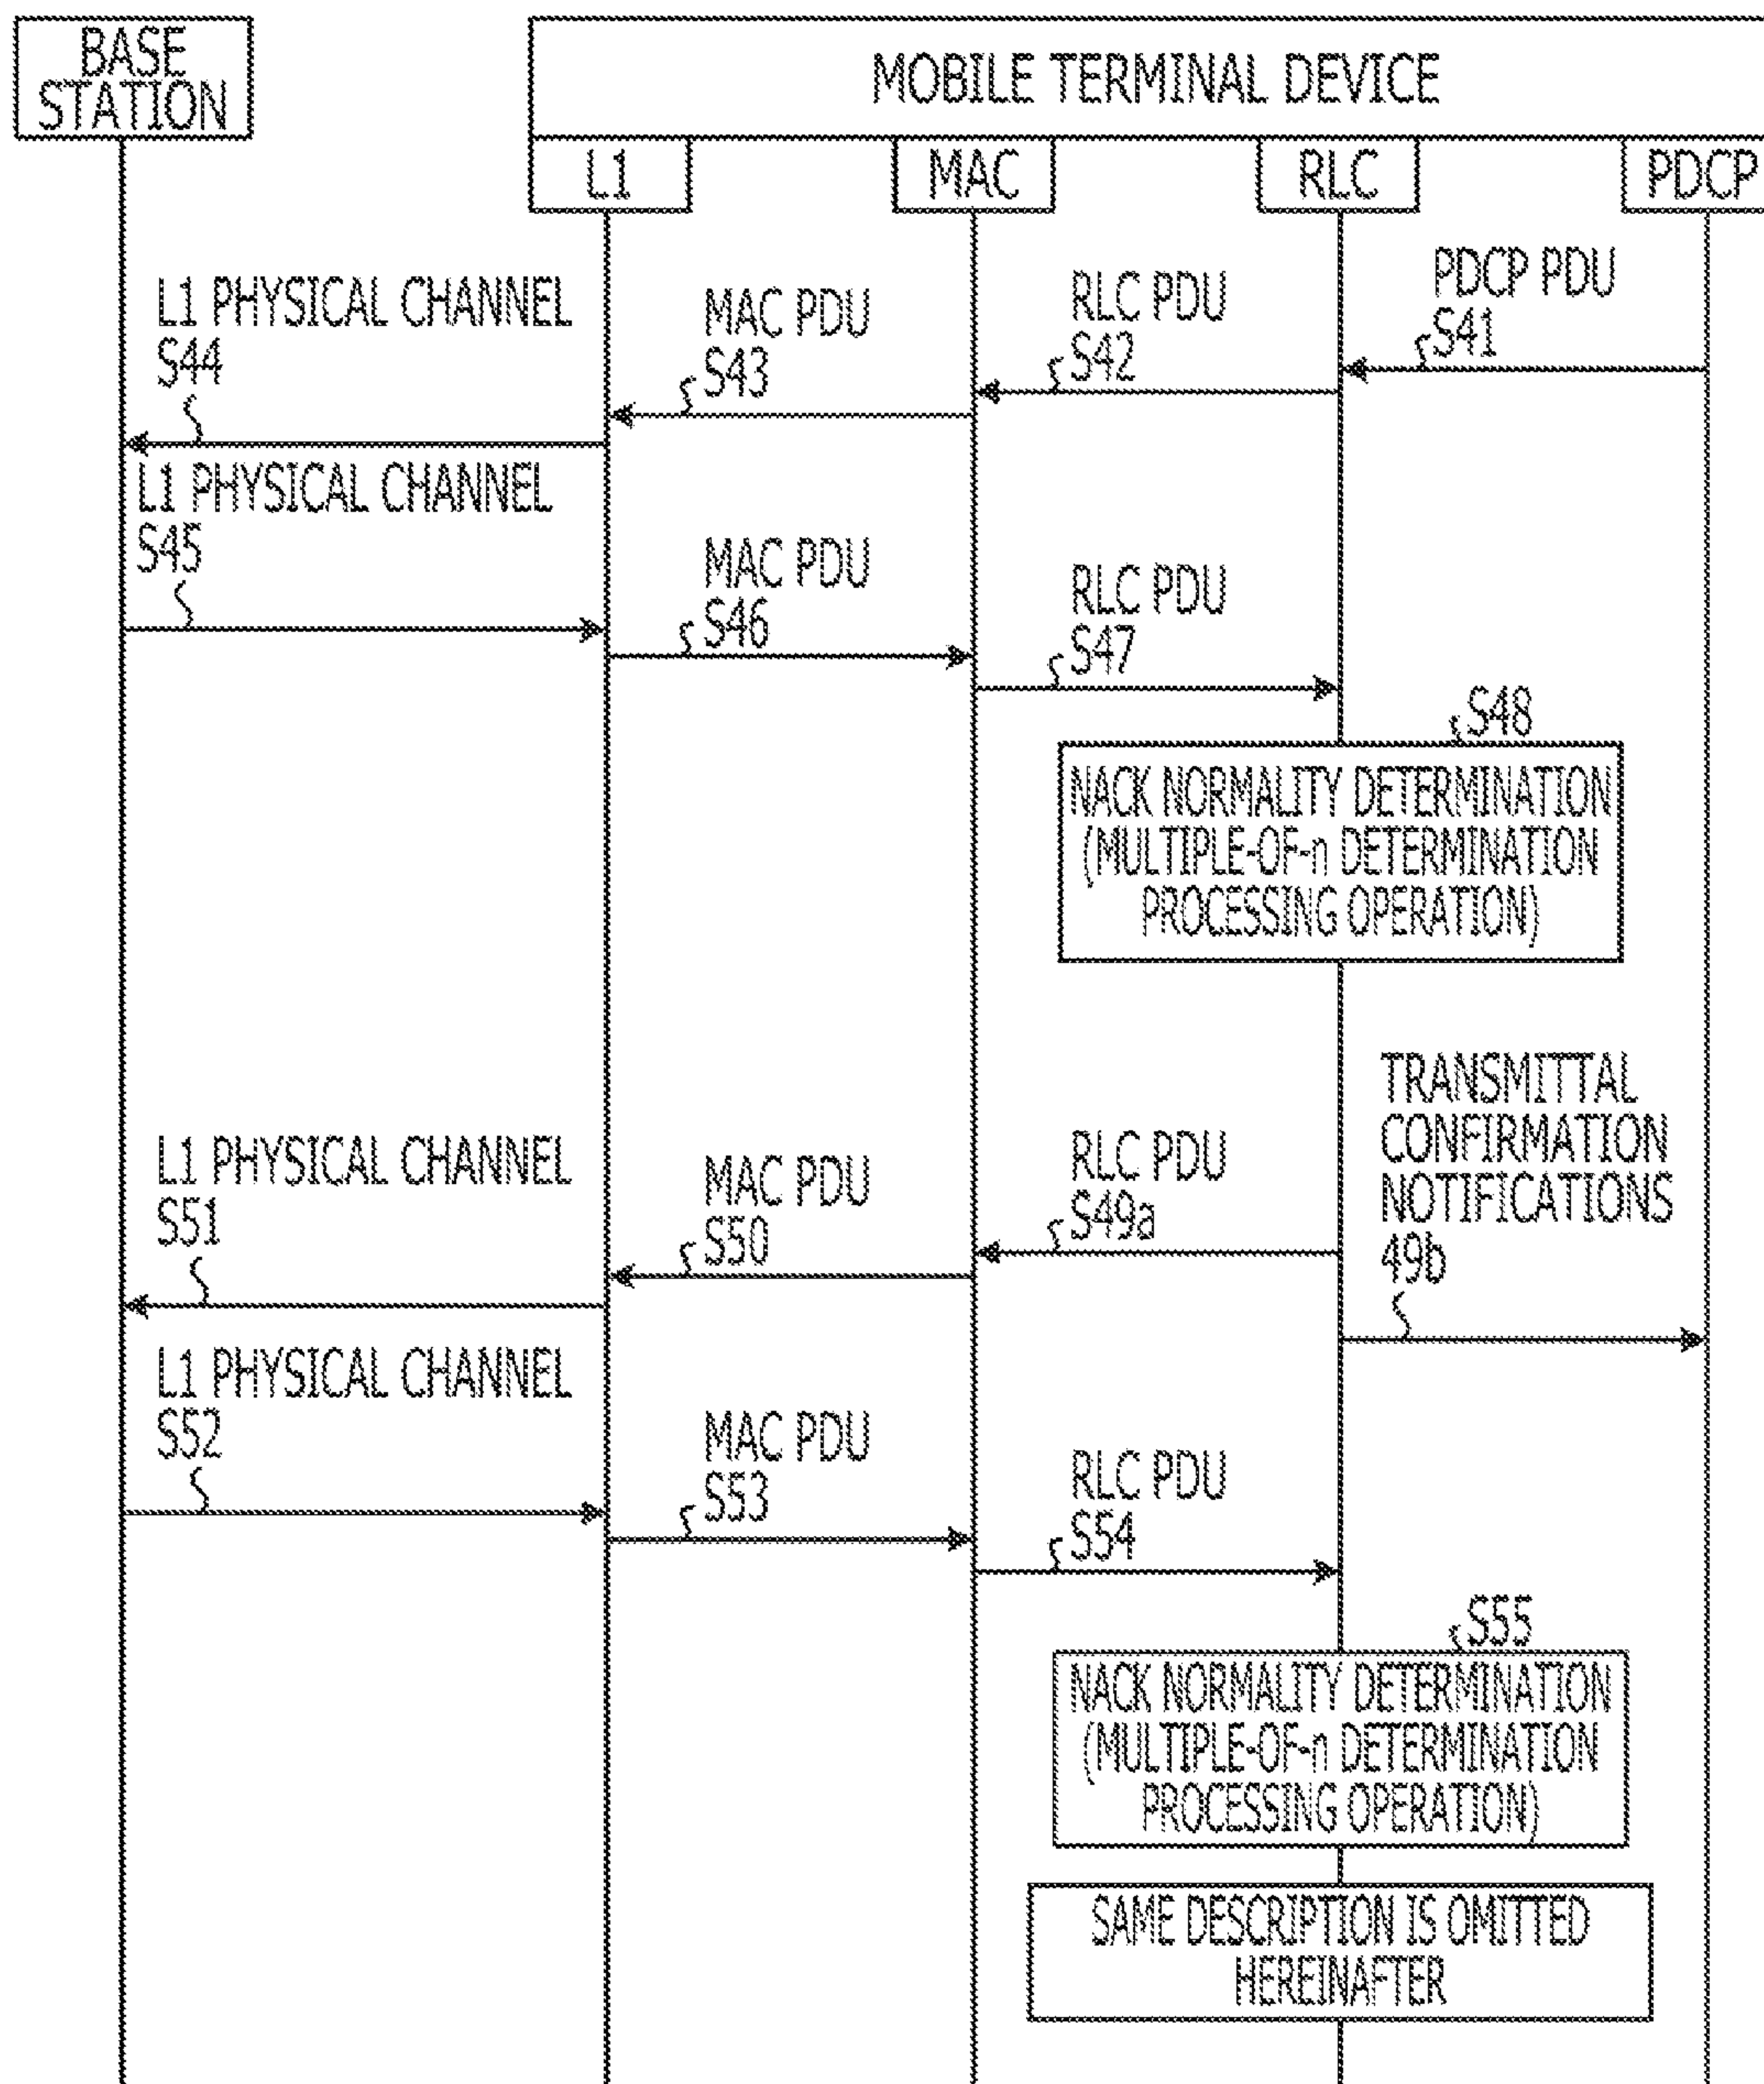 BASE
STATION
MOBILE TERMINAL DEVICE
L1
MAC
RLC
PDCP
PDCP PDU
S41
RLC PDU
S42
MAC PDU
S43
L1 PHYSICAL CHANNEL
S44
L1 PHYSICAL CHANNEL
S45
MAC PDU
S46
RLC PDU
S47
S48
NACK NORMALITY DETERMINATION
(MULTIPLE-OF-n DETERMINATION
PROCESSING OPERATION)
TRANSMITTAL
CONFIRMATION
NOTIFICATIONS
49b
RLC PDU
S49a
MAC PDU
S50
L1 PHYSICAL CHANNEL
S51
L1 PHYSICAL CHANNEL
S52
MAC PDU
S53
RLC PDU
S54
S55
NACK NORMALITY DETERMINATION
(MULTIPLE-OF-n DETERMINATION
PROCESSING OPERATION)
SAME DESCRIPTION IS OMITTED
HEREINAFTER